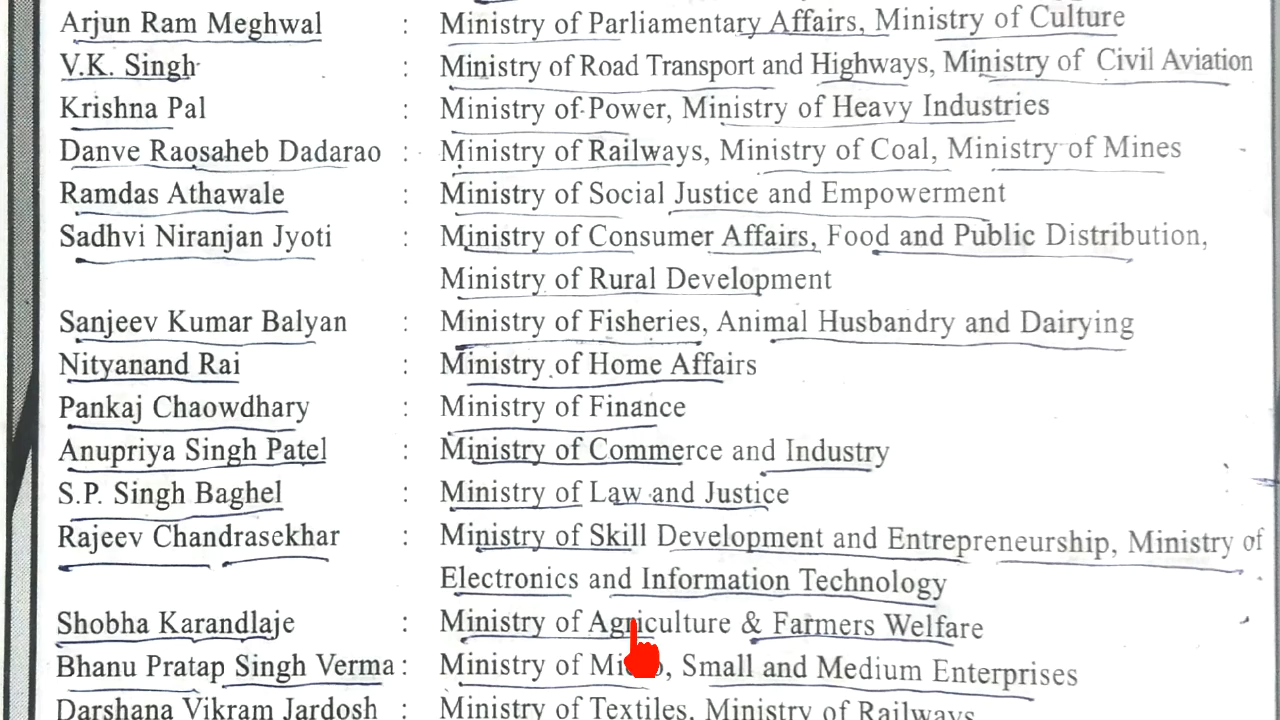 Arjun Ram Meghwal : Ministry of Parliamentary Affairs, Ministry of Culture
V.K. Singh : Ministry of Road Transport and Highways, Ministry of Civil Aviation
Krishna Pal : Ministry of Power, Ministry of Heavy Industries
Danve Raosaheb Dadarao : Ministry of Railways, Ministry of Coal, Ministry of Mines
Ramdas Athawale : Ministry of Social Justice and Empowerment
Sadhvi Niranjan Jyoti : Ministry of Consumer Affairs, Food and Public Distribution,
Ministry of Rural Development
Sanjeev Kumar Balyan : Ministry of Fisheries, Animal Husbandry and Dairying
Nityanand Rai : Ministry of Home Affairs
Pankaj Chaowdhary : Ministry of Finance
Anupriya Singh Patel : Ministry of Commerce and Industry
S.P. Singh Baghel : Ministry of Law and Justice
Rajeev Chandrasekhar : Ministry of Skill Development and Entrepreneurship, Ministry of
Electronics and Information Technology
Shobha Karandlaje : Ministry of Agriculture & Farmers Welfare
Bhanu Pratap Singh Verma : Ministry of , Small and Medium Enterprises
Darshana Vikram Jardosh : Ministry of Textiles, Ministry of Railways